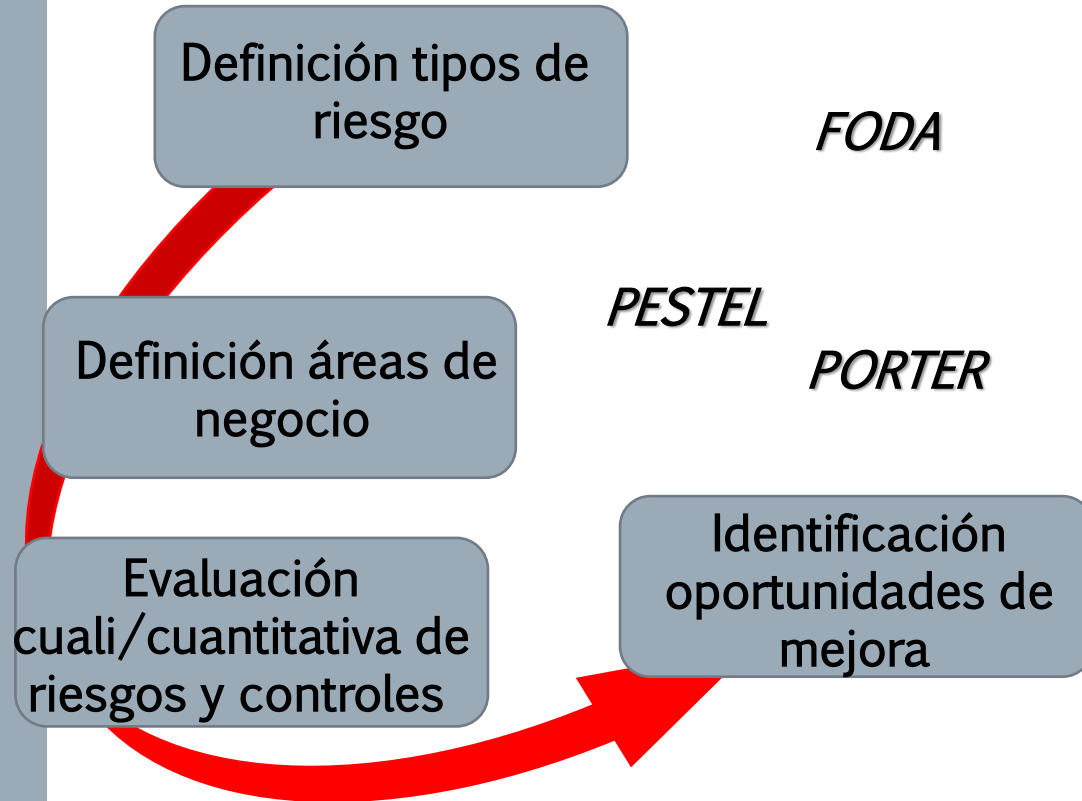 Definición tipos de
riesgo
FODA
PESTEL
Definición áreas de
negocio
PORTER
Evaluación
cuali/cuantitativa de
riesgos y controles
Identificación
oportunidades de
mejora